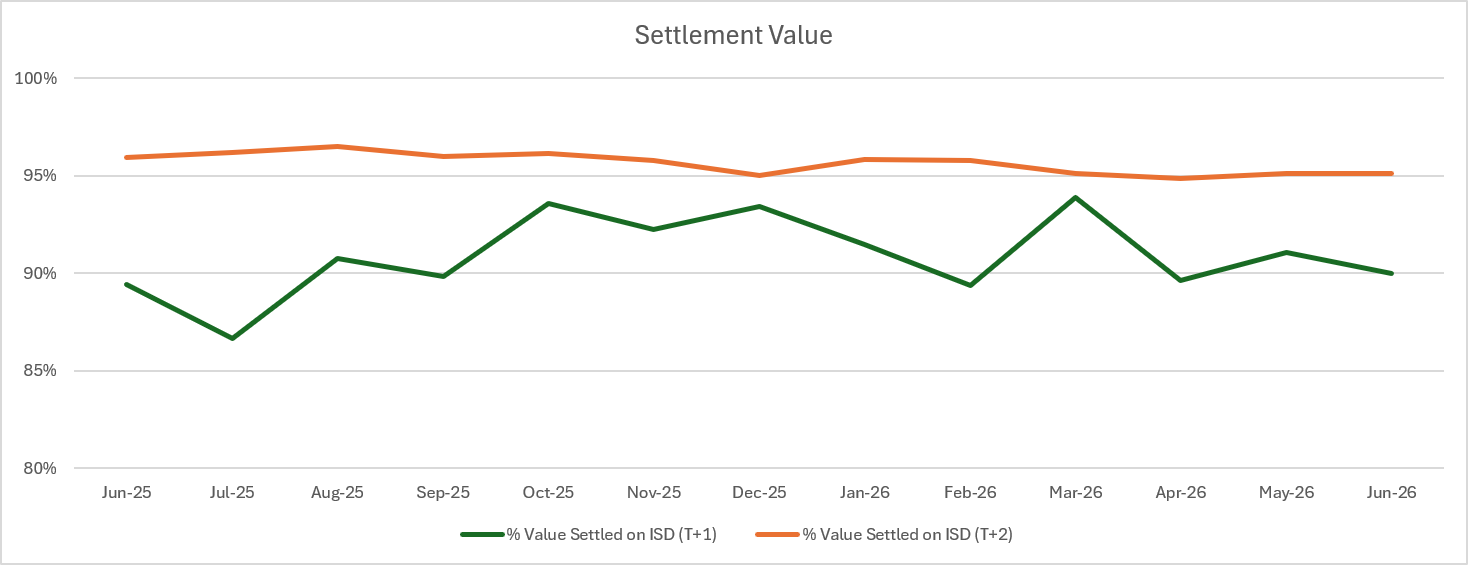 Settlement Value
100%
95%
90%
85%
80%
Jun-25 Jul-25 Aug-25 Sep-25 Oct-25 Nov-25 Dec-25 Jan-26 Feb-26 Mar-26 Apr-26 May-26 Jun-26
% Value Settled on ISD (T+1) % Value Settled on ISD (T+2)